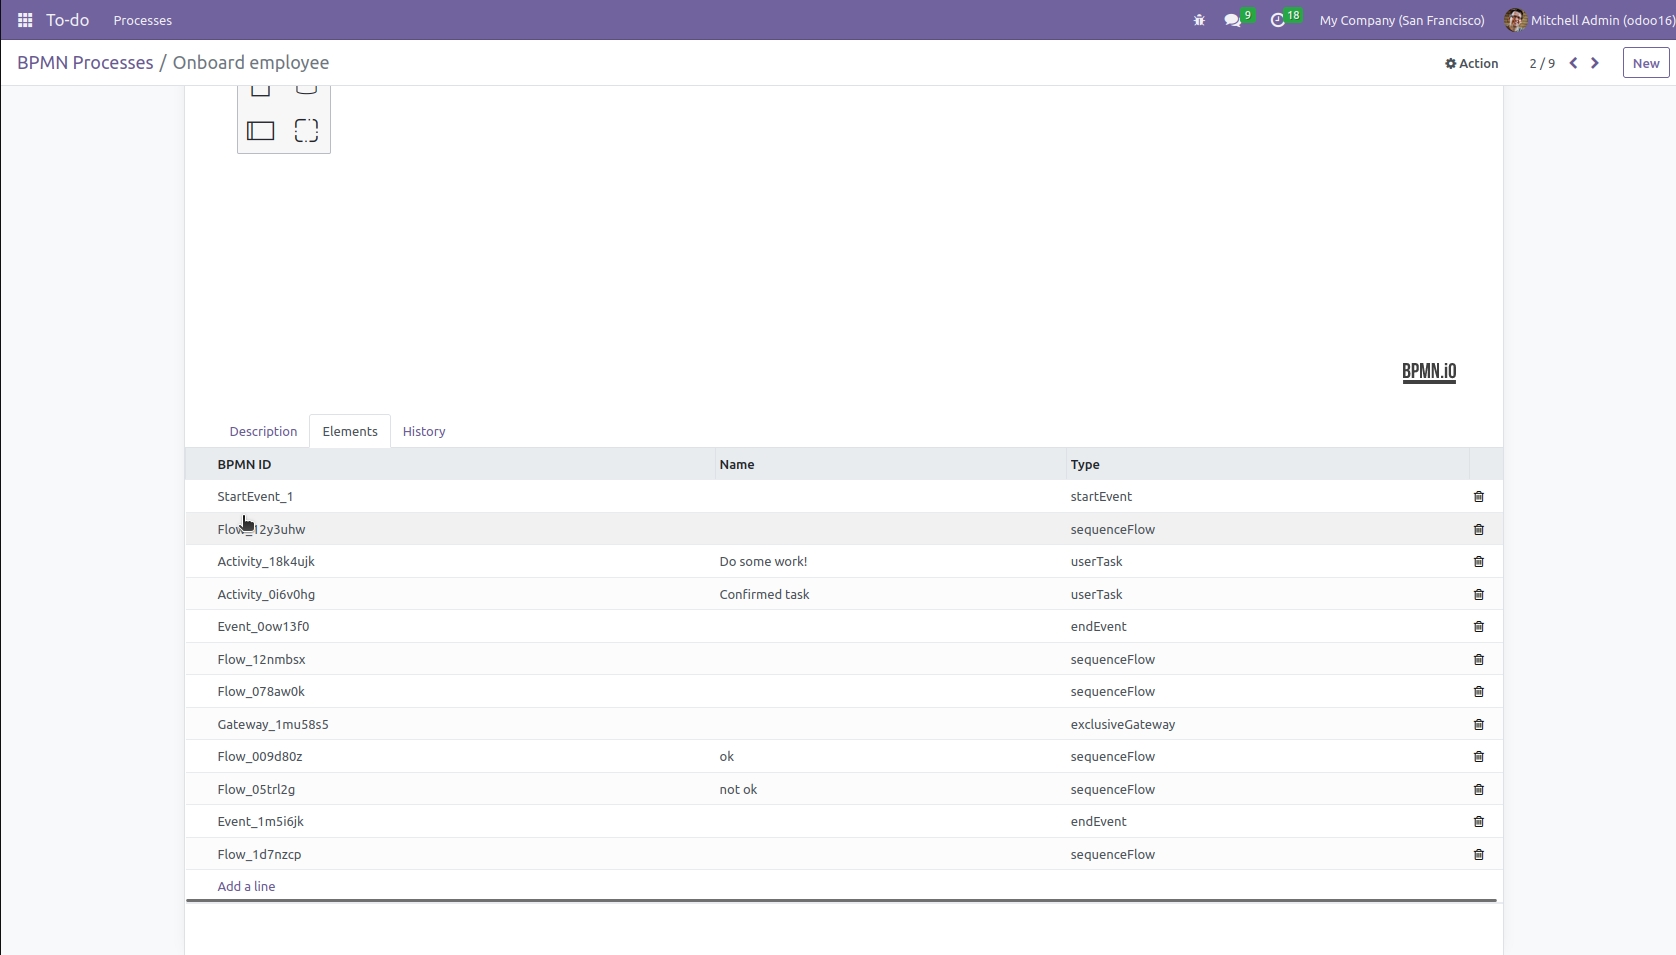 To-do Processes 9 18 My Company (San Francisco) Mitchell Admin (odoo16)
BPMN Processes / Onboard employee Action 2 / 9 New
BPMN.iO
Description Elements History
BPMN ID Name Type
StartEvent_1 startEvent
Flow_12y3uhw sequenceFlow
Activity_18k4ujk Do some work! userTask
Activity_0i6v0hg Confirmed task userTask
Event_0ow13f0 endEvent
Flow_12nmbsx sequenceFlow
Flow_078aw0k sequenceFlow
Gateway_1mu58s5 exclusiveGateway
Flow_009d80z ok sequenceFlow
Flow_05trl2g not ok sequenceFlow
Event_1m5i6jk endEvent
Flow_1d7nzcp sequenceFlow
Add a line